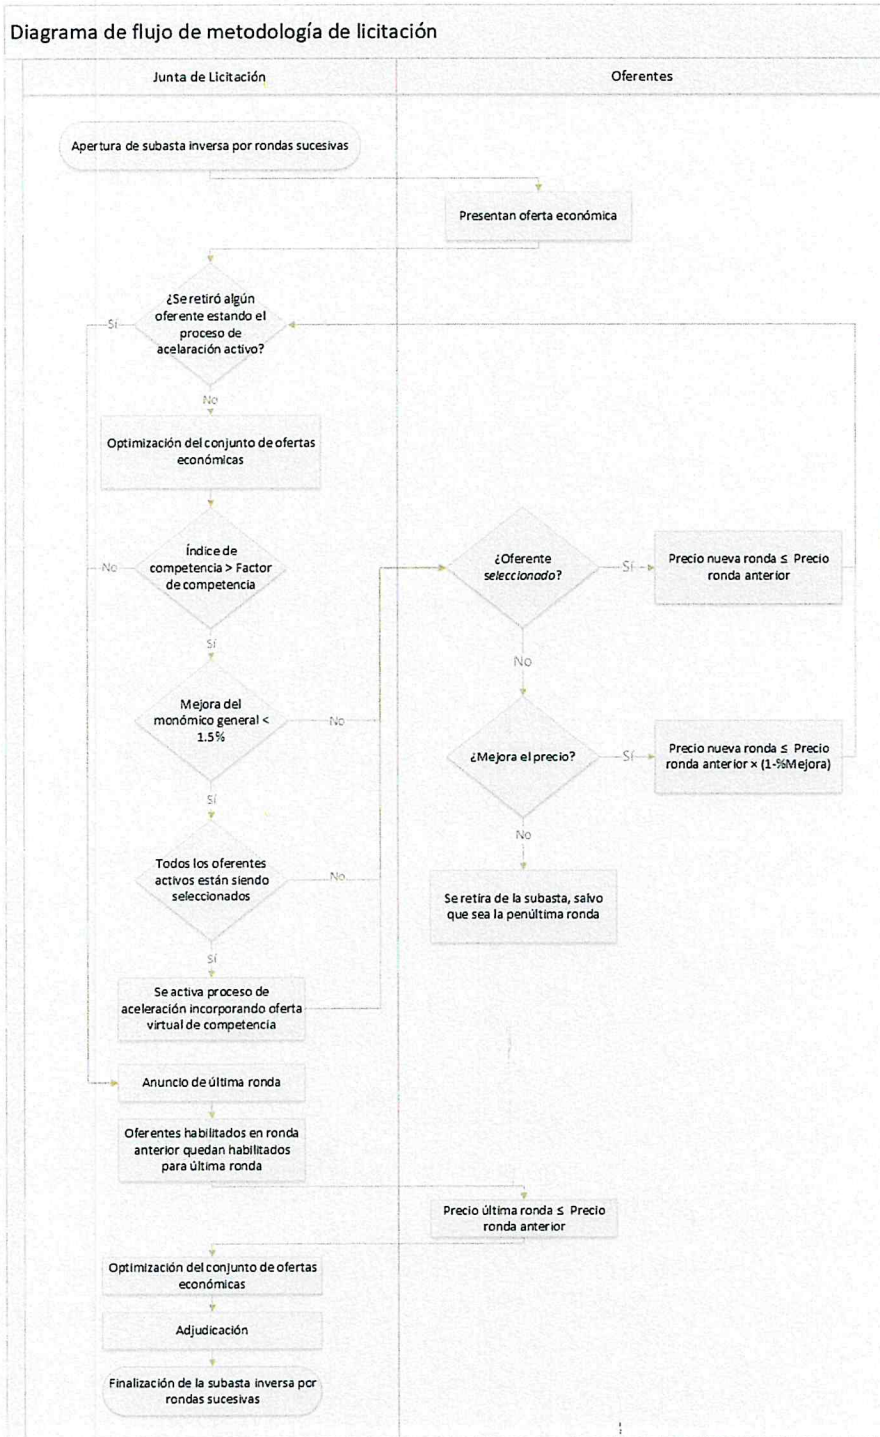 Diagrama de flujo de metodología de licitación
Junta de Licitación
Oferentes
Apertura de subasta inversa por rondas sucesivas
Presentan oferta económica
¿Se retiró algún
oferente estando el
proceso de
acelaración activo?
Sí
No
Optimización del conjunto de ofertas
económicas
Índice de
competencia > Factor
de competencia
No
Sí
¿Oferente
seleccionado?
Sí
Precio nueva ronda ≤ Precio
ronda anterior
No
Mejora del
monómico general <
1.5%
No
Sí
¿Mejora el precio?
Sí
Precio nueva ronda ≤ Precio
ronda anterior × (1-%Mejora)
No
Todos los oferentes
activos están siendo
seleccionados
No
Sí
Se retira de la subasta, salvo
que sea la penúltima ronda
Se activa proceso de
aceleración incorporando oferta
virtual de competencia
Anuncio de última ronda
Oferentes habilitados en ronda
anterior quedan habilitados
para última ronda
Precio última ronda ≤ Precio
ronda anterior
Optimización del conjunto de ofertas
económicas
Adjudicación
Finalización de la subasta inversa por
rondas sucesivas